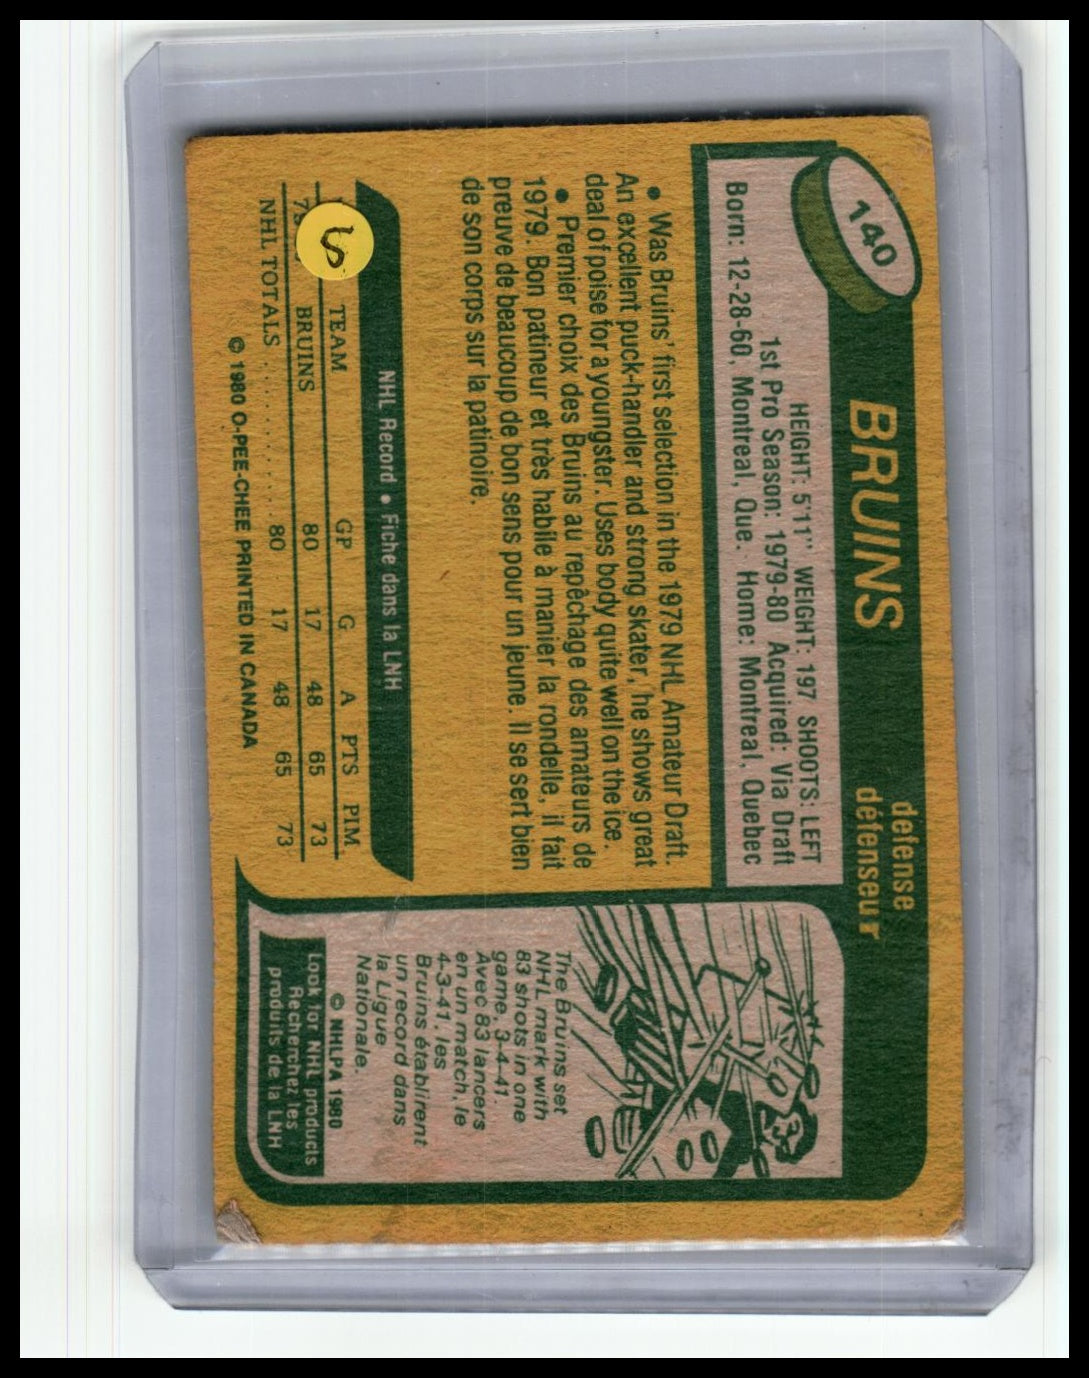 140
BRUINS
defense
défenseur
HEIGHT: 5'11" WEIGHT: 197 SHOOTS: LEFT
1st Pro Season: 1979-80 Acquired: Via Draft
Born: 12-28-60, Montreal, Que. Home: Montreal, Quebec
• Was Bruins' first selection in the 1979 NHL Amateur Draft.
An excellent puck-handler and strong skater, he shows great
deal of poise for a youngster. Uses body quite well on the ice.
• Premier choix des Bruins au repêchage des amateurs de
1979. Bon patineur et très habile à manier la rondelle, il fait
preuve de beaucoup de bon sens pour un jeune. Il se sert bien
de son corps sur la patinoire.
NHL Record • Fiche dans la LNH
TEAM GP G A PTS PIM
BRUINS 80 17 48 65 73
NHL TOTALS .......... 80 17 48 65 73
© 1980 O-PEE-CHEE PRINTED IN CANADA
The Bruins set
NHL mark with
83 shots in one
game, 3-4-41.
Avec 83 lancers
en un match, le
4-3-41, les
Bruins établirent
un record dans
la Ligue
Nationale.
© NHLPA 1980
Look for NHL products
Recherchez les
produits de la LNH